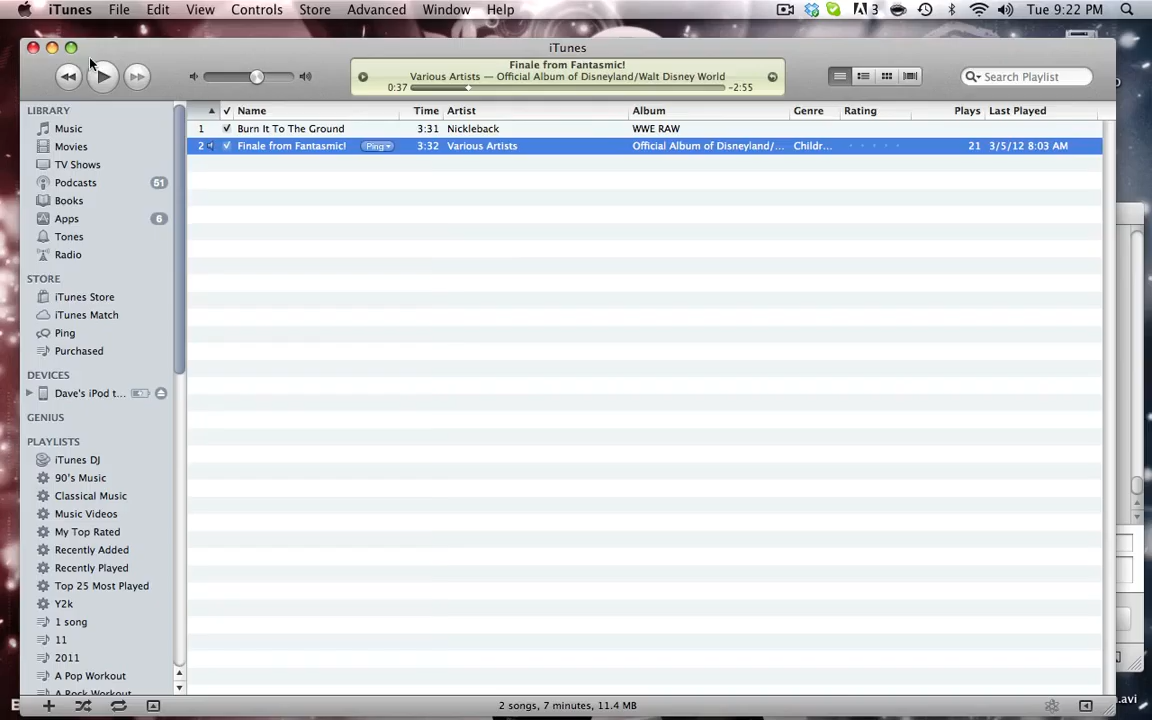 iTunes File Edit View Controls Store Advanced Window Help 3 Tue 9:22 PM
iTunes
Finale from Fantasmic!
Various Artists — Official Album of Disneyland/Walt Disney World
0:37 -2:55
Search Playlist
LIBRARY
Music
Movies
TV Shows
Podcasts 51
Books
Apps 6
Tones
Radio
STORE
iTunes Store
iTunes Match
Ping
Purchased
DEVICES
Dave's iPod t...
GENIUS
PLAYLISTS
iTunes DJ
90's Music
Classical Music
Music Videos
My Top Rated
Recently Added
Recently Played
Top 25 Most Played
Y2k
1 song
11
2011
A Pop Workout
A Rock Workout
Name Time Artist Album Genre Rating Plays Last Played
1 Burn It To The Ground 3:31 Nickleback WWE RAW
2 Finale from Fantasmic! Ping 3:32 Various Artists Official Album of Disneyland/... Childr... 21 3/5/12 8:03 AM
2 songs, 7 minutes, 11.4 MB
.avi